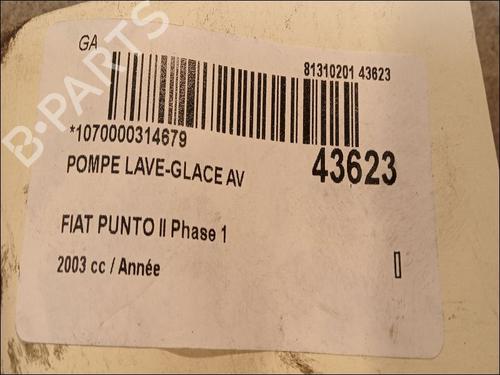 GA
81310201 43623
*1070000314679
43623
POMPE LAVE-GLACE AV
FIAT PUNTO II Phase 1
2003 cc / Année
B-PARTS